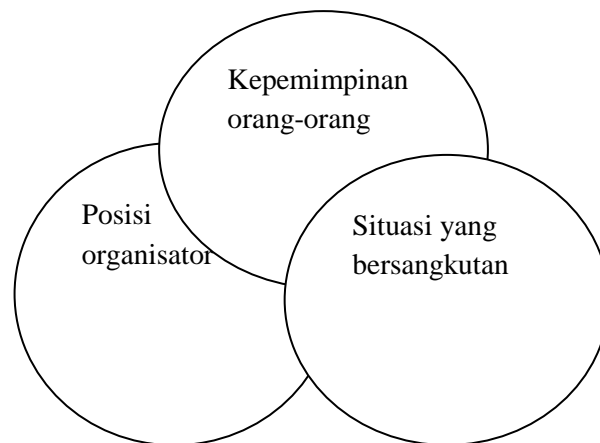 Kepemimpinan
orang-orang
Posisi
organisator
Situasi yang
bersangkutan